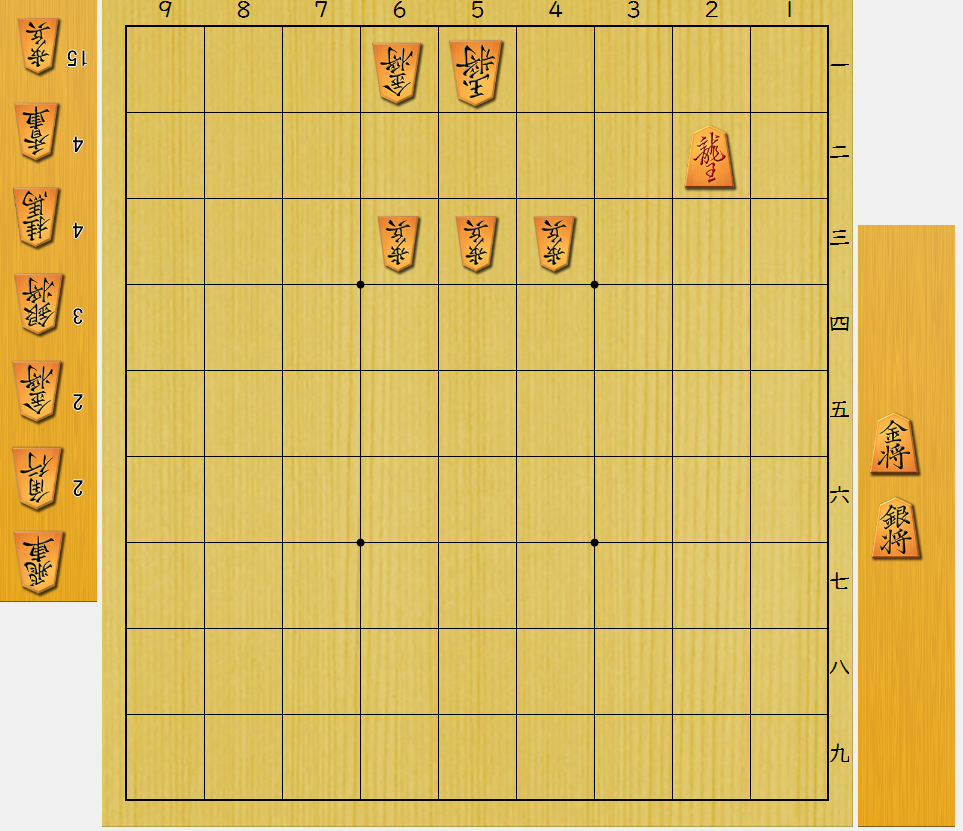 9 8 7 6 5 4 3 2 1
一
二
三
四
五
六
七
八
九
歩兵 15
香車 4
桂馬 4
銀将 3
金将 2
角行 2
飛車
金将 玉将
龍王
歩兵 歩兵 歩兵
金将
銀将